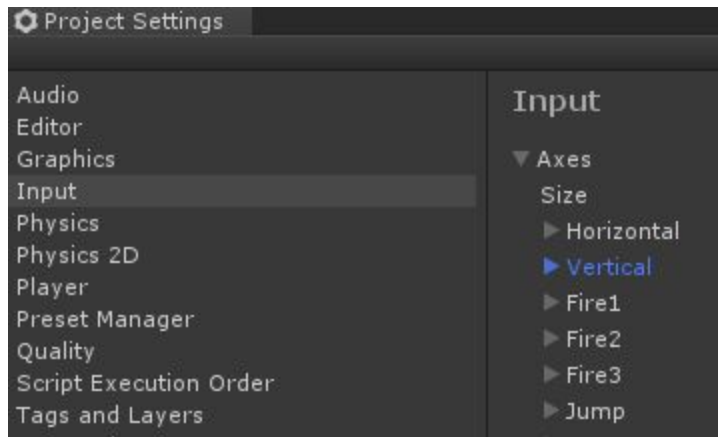 Project Settings
Audio
Editor
Graphics
Input
Physics
Physics 2D
Player
Preset Manager
Quality
Script Execution Order
Tags and Layers
Input
Axes
Size
Horizontal
Vertical
Fire1
Fire2
Fire3
Jump